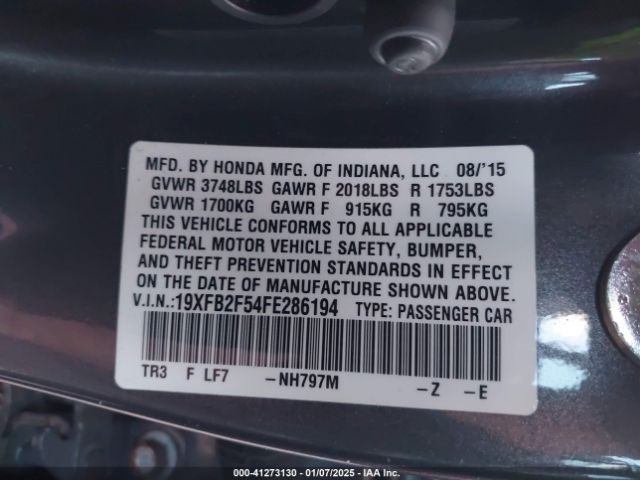 MFD. BY HONDA MFG. OF INDIANA, LLC 08/'15
GVWR 3748LBS GAWR F 2018LBS R 1753LBS
GVWR 1700KG GAWR F 915KG R 795KG
THIS VEHICLE CONFORMS TO ALL APPLICABLE
FEDERAL MOTOR VEHICLE SAFETY, BUMPER,
AND THEFT PREVENTION STANDARDS IN EFFECT
ON THE DATE OF MANUFACTURE SHOWN ABOVE.
V.I.N.:19XFB2F54FE286194 TYPE: PASSENGER CAR
TR3 F LF7 -NH797M -Z -E
000-41273130 - 01/07/2025 - IAA Inc.